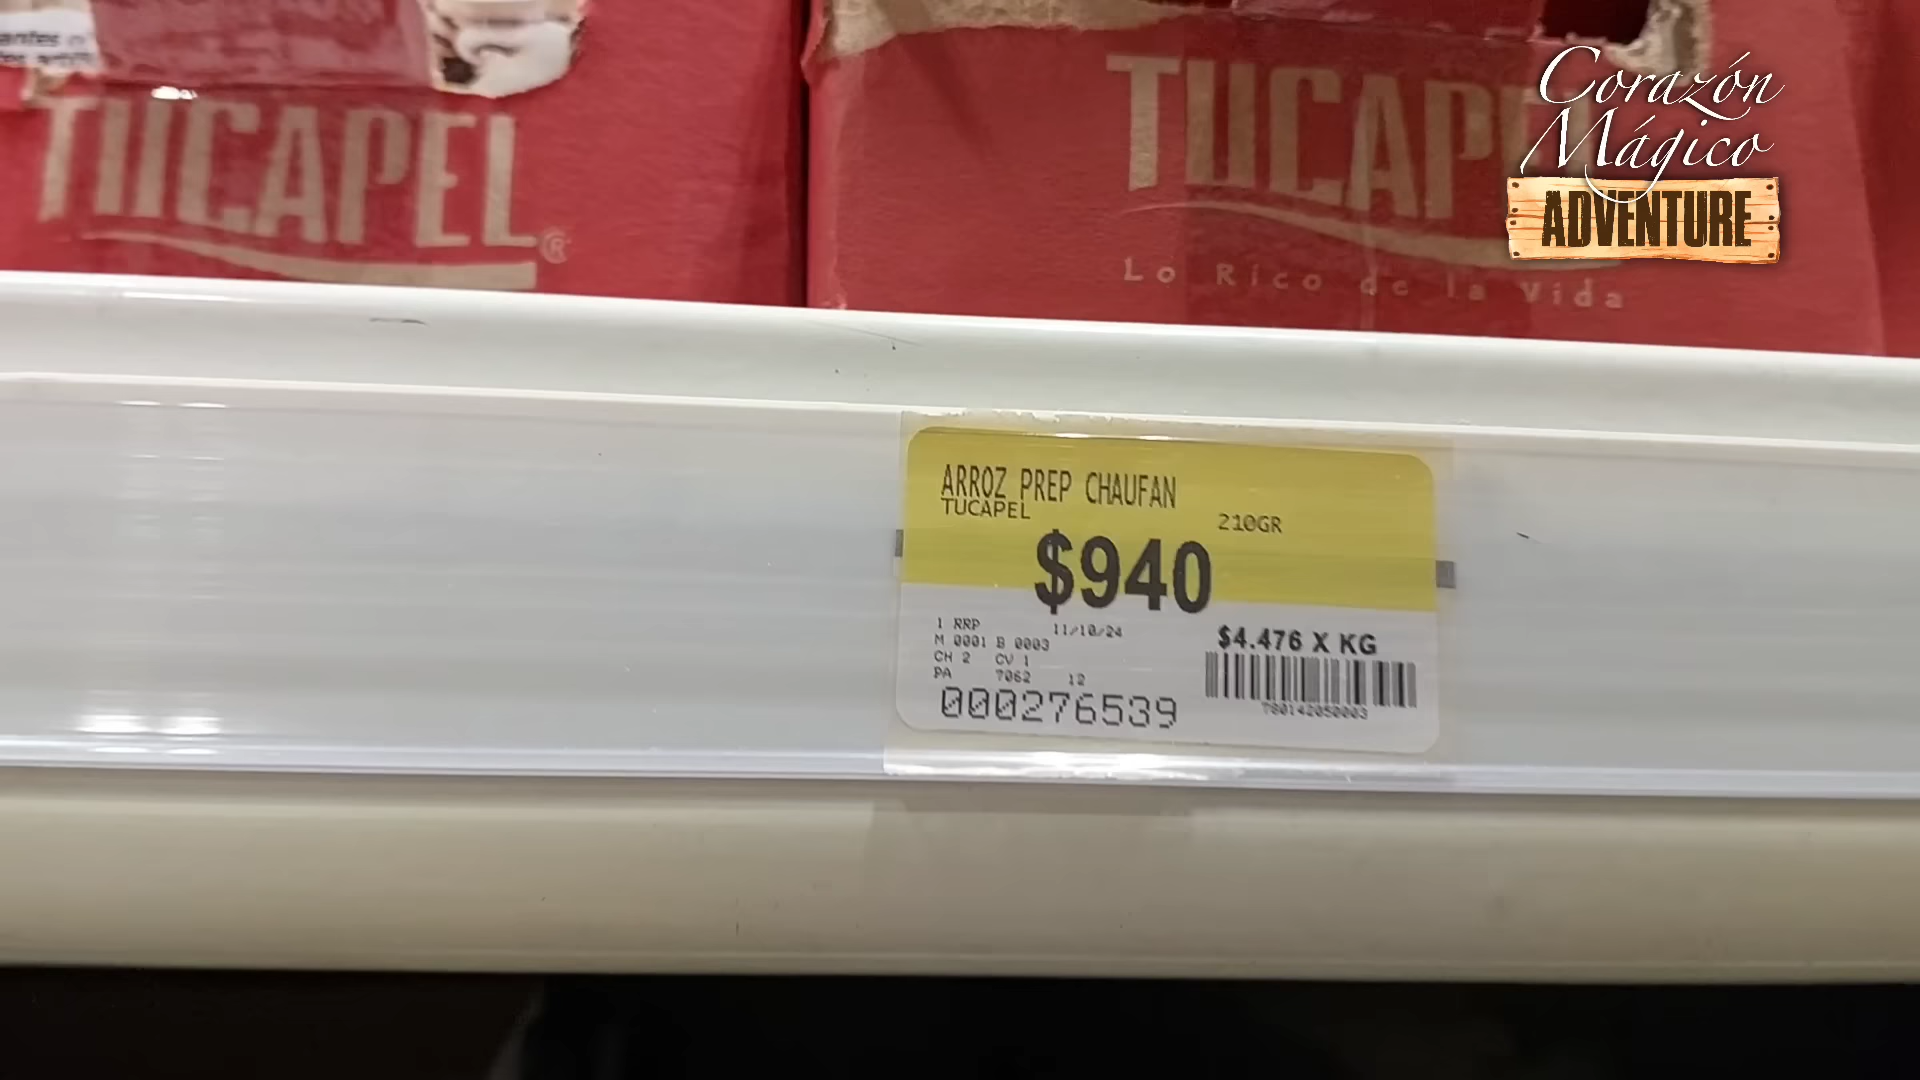 TUCAPEL®
TUCAPEL
Lo Rico de la Vida
Corazón
Mágico
ADVENTURE
ARROZ PREP CHAUFAN
TUCAPEL
210GR
$940
1 RRP 11/10/24
M 0001 B 0003
CH 2 CV 1
PA 7062 12
$4.476 X KG
000276539
780142050003